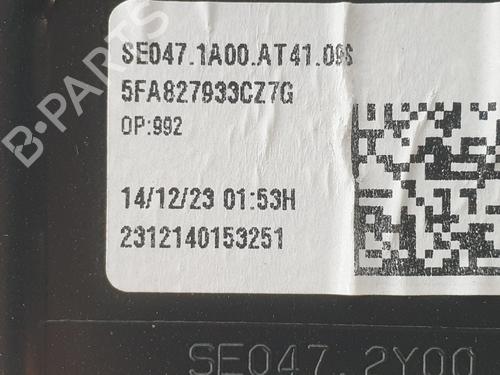 SE047.1A00.AT41.09S
5FA827933CZ7G
OP:992
14/12/23 01:53H
2312140153251
SE047.2Y00
B-PARTS